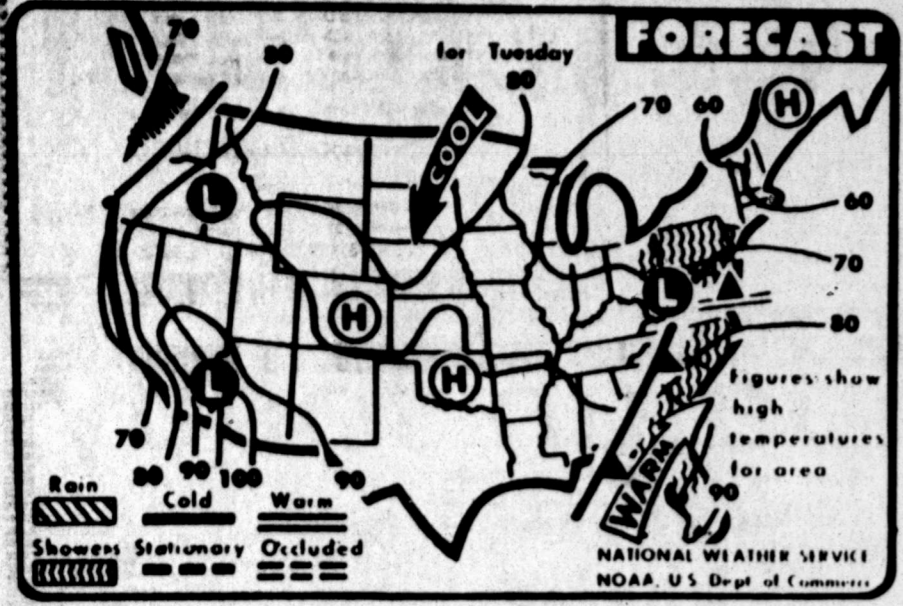 FORECAST
for Tuesday
70
80
80
70
60
H
COOL
L
60
70
L
H
80
H
L
Figures show
high
temperatures
for area
70
80
90
100
90
WARM
90
Rain
Cold
Warm
Showers
Stationary
Occluded
NATIONAL WEATHER SERVICE
NOAA, U S Dept of Commerce